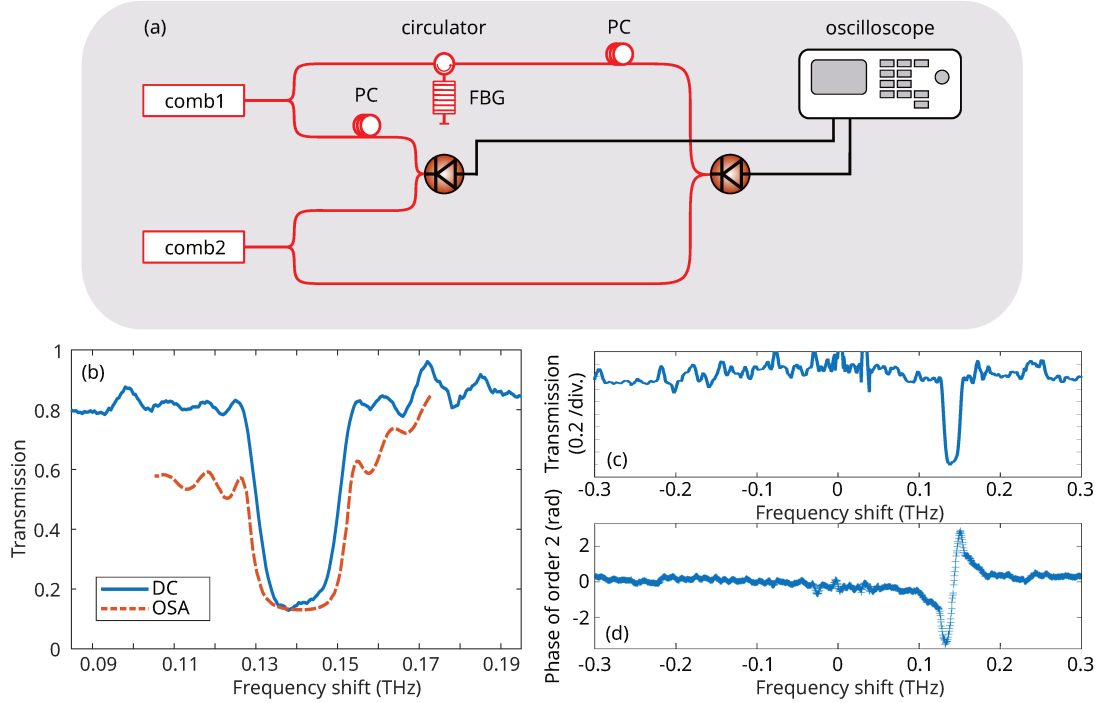 (a)
circulator
PC
oscilloscope
comb1
PC
FBG
comb2
(b)
Transmission
1
0.8
0.6
0.4
0.2
0
DC
OSA
0.09 0.11 0.13 0.15 0.17 0.19
Frequency shift (THz)
Transmission
(0.2 /div.)
(c)
-0.3 -0.2 -0.1 0 0.1 0.2 0.3
Frequency shift (THz)
Phase of order 2 (rad)
2
0
-2
(d)
-0.3 -0.2 -0.1 0 0.1 0.2 0.3
Frequency shift (THz)